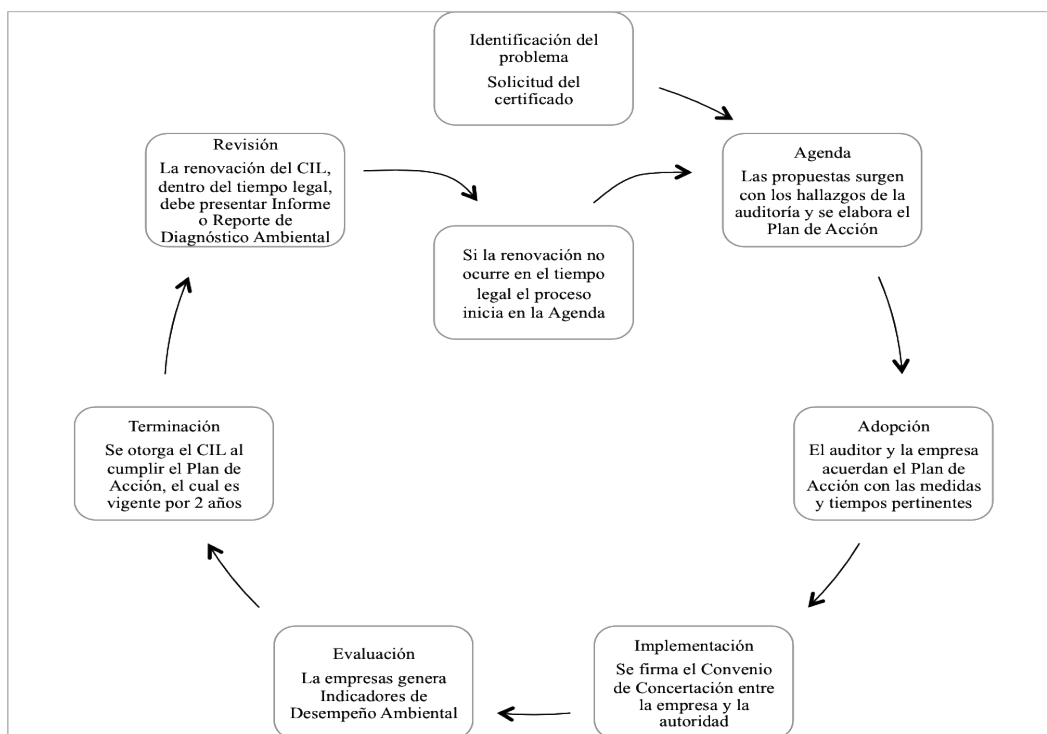 Identificación del
problema
Solicitud del
certificado
Agenda
Las propuestas surgen
con los hallazgos de la
auditoría y se elabora el
Plan de Acción
Adopción
El auditor y la empresa
acuerdan el Plan de
Acción con las medidas
y tiempos pertinentes
Implementación
Se firma el Convenio
de Concertación entre
la empresa y la
autoridad
Evaluación
La empresas genera
Indicadores de
Desempeño Ambiental
Terminación
Se otorga el CIL al
cumplir el Plan de
Acción, el cual es
vigente por 2 años
Revisión
La renovación del CIL,
dentro del tiempo legal,
debe presentar Informe
o Reporte de
Diagnóstico Ambiental
Si la renovación no
ocurre en el tiempo
legal el proceso
inicia en la Agenda